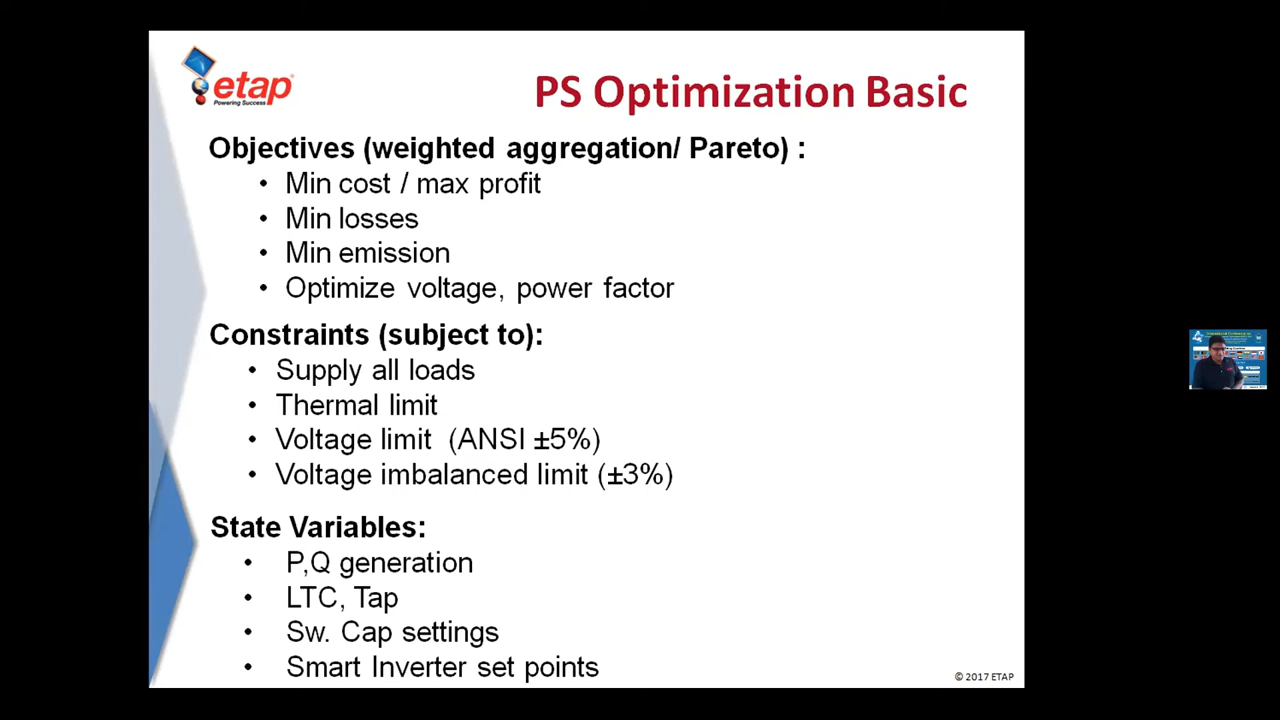 etap
Powering Success
PS Optimization Basic
Objectives (weighted aggregation/ Pareto) :
• Min cost / max profit
• Min losses
• Min emission
• Optimize voltage, power factor
Constraints (subject to):
• Supply all loads
• Thermal limit
• Voltage limit (ANSI ±5%)
• Voltage imbalanced limit (±3%)
State Variables:
• P,Q generation
• LTC, Tap
• Sw. Cap settings
• Smart Inverter set points
© 2017 ETAP